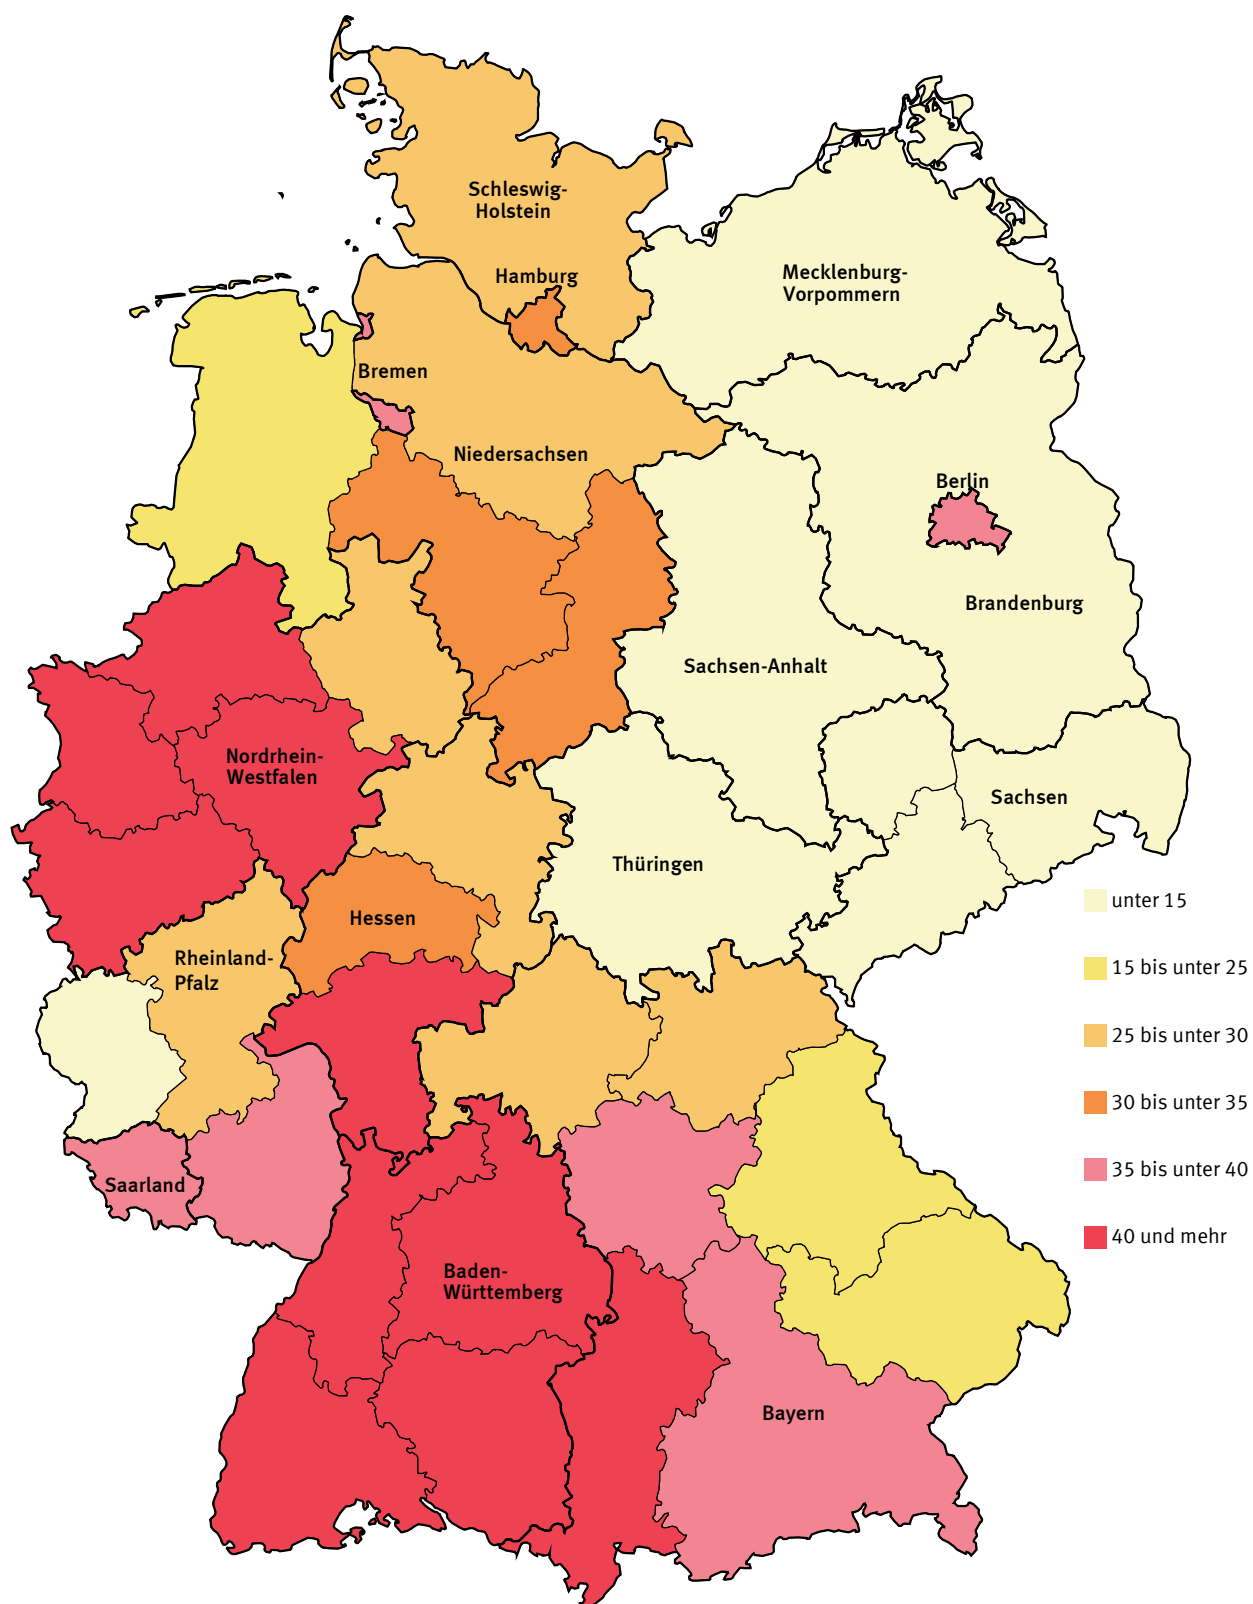 Schleswig-
Holstein
Hamburg
Mecklenburg-
Vorpommern
Bremen
Niedersachsen
Berlin
Brandenburg
Sachsen-Anhalt
Nordrhein-
Westfalen
Sachsen
Thüringen
Hessen
Rheinland-
Pfalz
Saarland
Baden-
Württemberg
Bayern
unter 15
15 bis unter 25
25 bis unter 30
30 bis unter 35
35 bis unter 40
40 und mehr